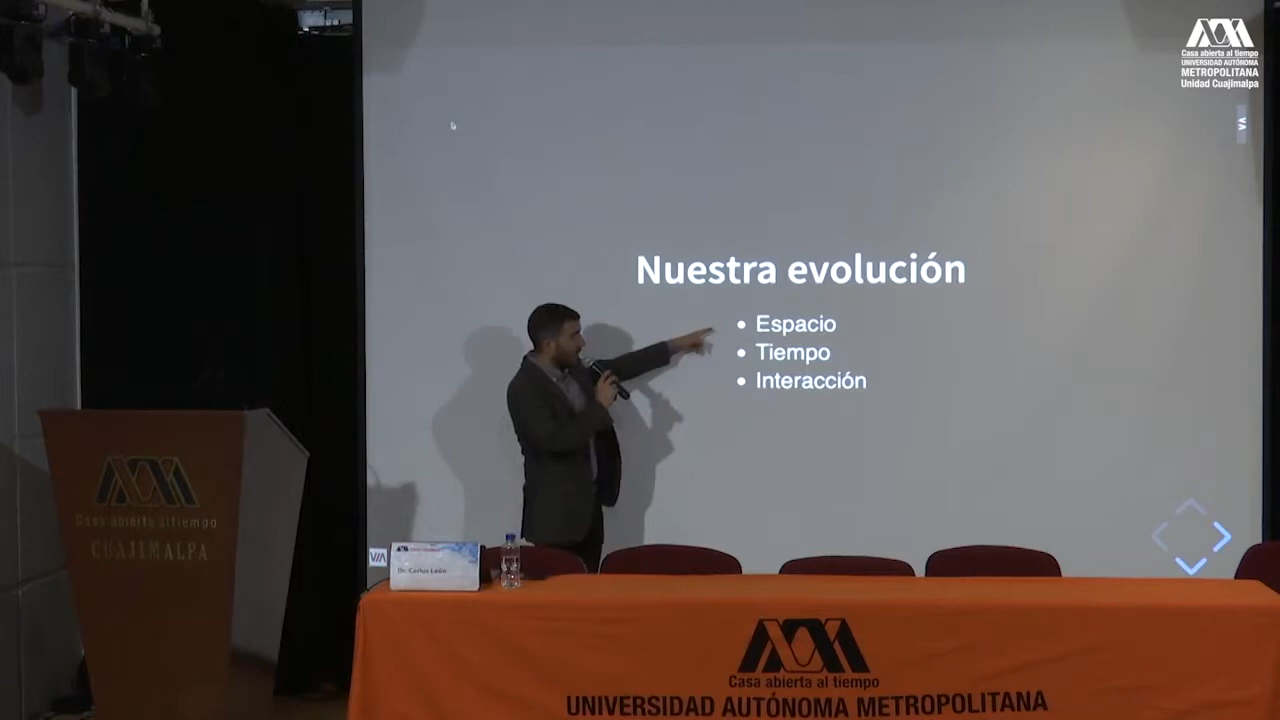 Casa abierta al tiempo
UNIVERSIDAD AUTÓNOMA
METROPOLITANA
Unidad Cuajimalpa
Nuestra evolución
• Espacio
• Tiempo
• Interacción
Casa abierta al tiempo
CUAJIMALPA
Dr. Carlos León
Casa abierta al tiempo
UNIVERSIDAD AUTÓNOMA METROPOLITANA